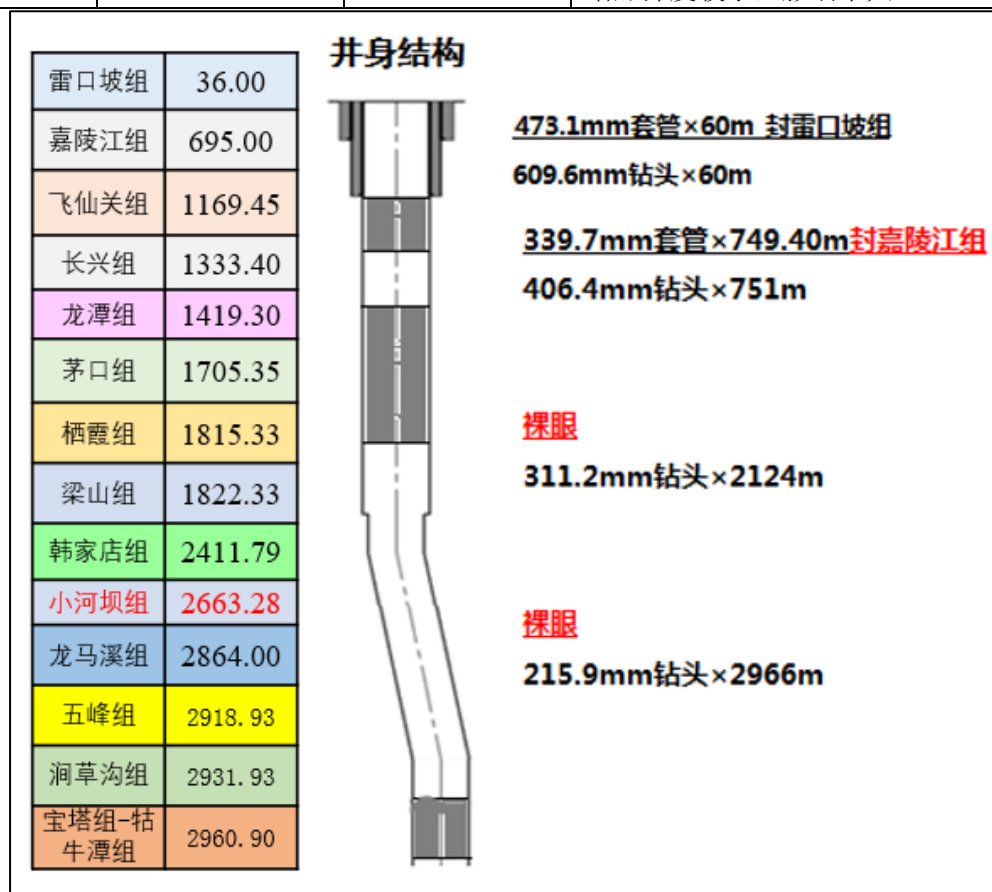 井身结构
雷口坡组 36.00
嘉陵江组 695.00
飞仙关组 1169.45
长兴组 1333.40
龙潭组 1419.30
茅口组 1705.35
栖霞组 1815.33
梁山组 1822.33
韩家店组 2411.79
小河坝组 2663.28
龙马溪组 2864.00
五峰组 2918.93
涧草沟组 2931.93
宝塔组-牯
牛潭组 2960.90
473.1mm套管×60m 封雷口坡组
609.6mm钻头×60m
339.7mm套管×749.40m封嘉陵江组
406.4mm钻头×751m
裸眼
311.2mm钻头×2124m
裸眼
215.9mm钻头×2966m